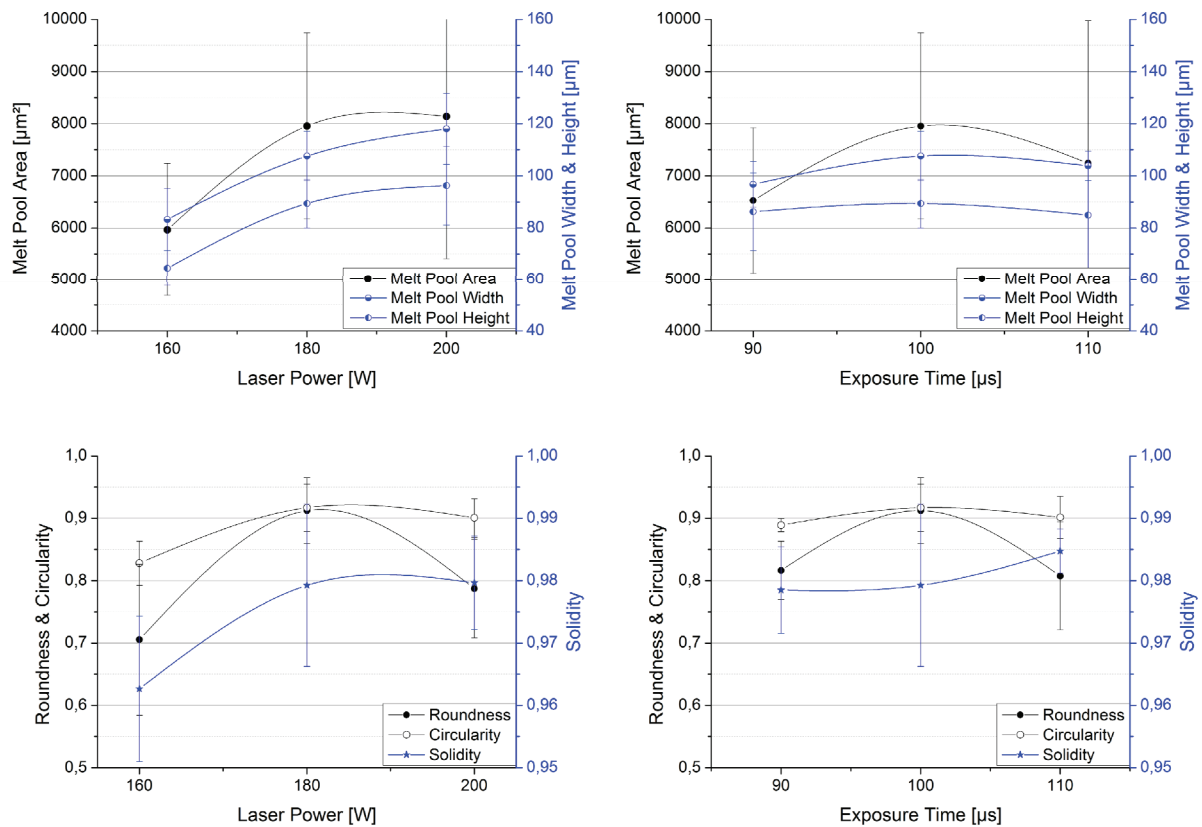 10000
9000
8000
7000
6000
5000
4000
Melt Pool Area [µm²]
160
140
120
100
80
60
40
Melt Pool Width & Height [µm]
Melt Pool Area
Melt Pool Width
Melt Pool Height
160
180
200
Laser Power [W]
10000
9000
8000
7000
6000
5000
4000
Melt Pool Area [µm²]
160
140
120
100
80
60
40
Melt Pool Width & Height [µm]
Melt Pool Area
Melt Pool Width
Melt Pool Height
90
100
110
Exposure Time [µs]
1,0
0,9
0,8
0,7
0,6
0,5
Roundness & Circularity
1,00
0,99
0,98
0,97
0,96
0,95
Solidity
Roundness
Circularity
Solidity
160
180
200
Laser Power [W]
1,0
0,9
0,8
0,7
0,6
0,5
Roundness & Circularity
1,00
0,99
0,98
0,97
0,96
0,95
Solidity
Roundness
Circularity
Solidity
90
100
110
Exposure Time [µs]